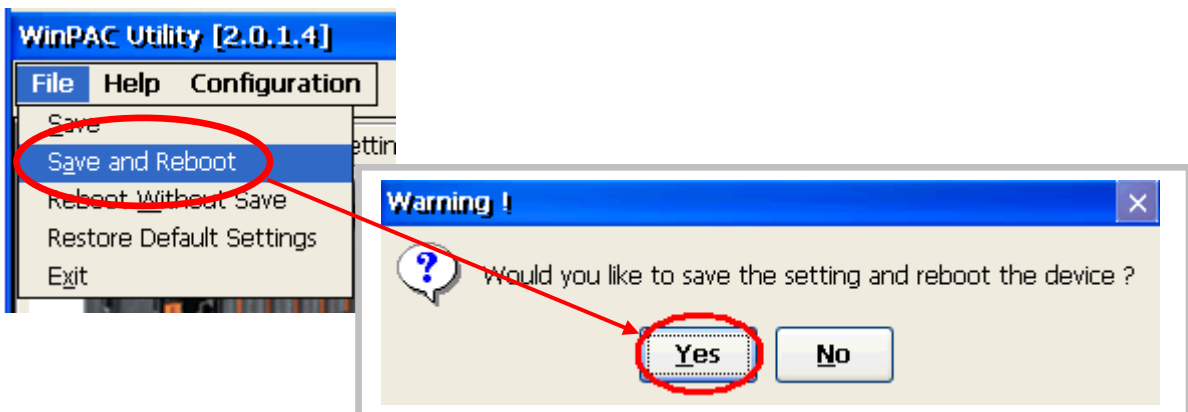 WinPAC Utility [2.0.1.4]
File Help Configuration
Save
Save and Reboot
Reboot Without Save
Restore Default Settings
Exit
Warning !
Would you like to save the setting and reboot the device ?
Yes No